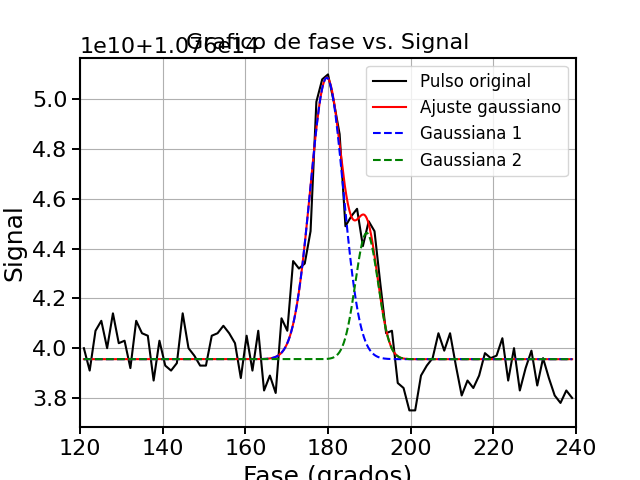 1e10+1.076e14
Grafico de fase vs. Signal
Pulso original
Ajuste gaussiano
Gaussiana 1
Gaussiana 2
Signal
5.0
4.8
4.6
4.4
4.2
4.0
3.8
120 140 160 180 200 220 240
Fase (grados)